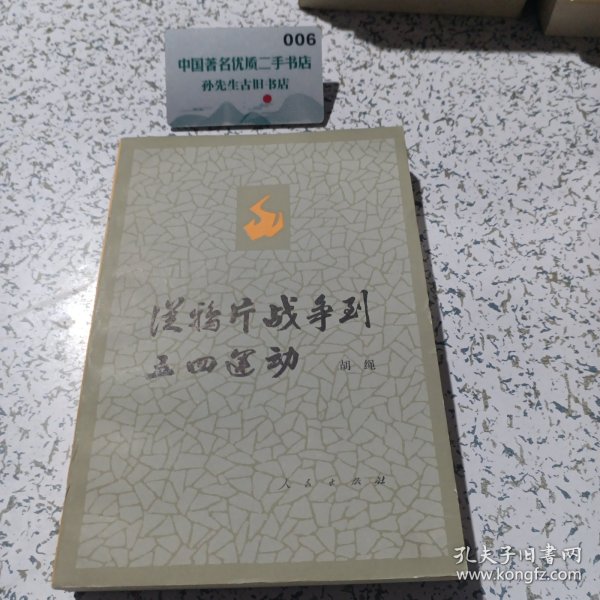 006
中国著名优质二手书店
孙先生古旧书店
從鸦片战争到
五四運动
胡绳
人民出版社
孔夫子旧书网
www.kongfz.com